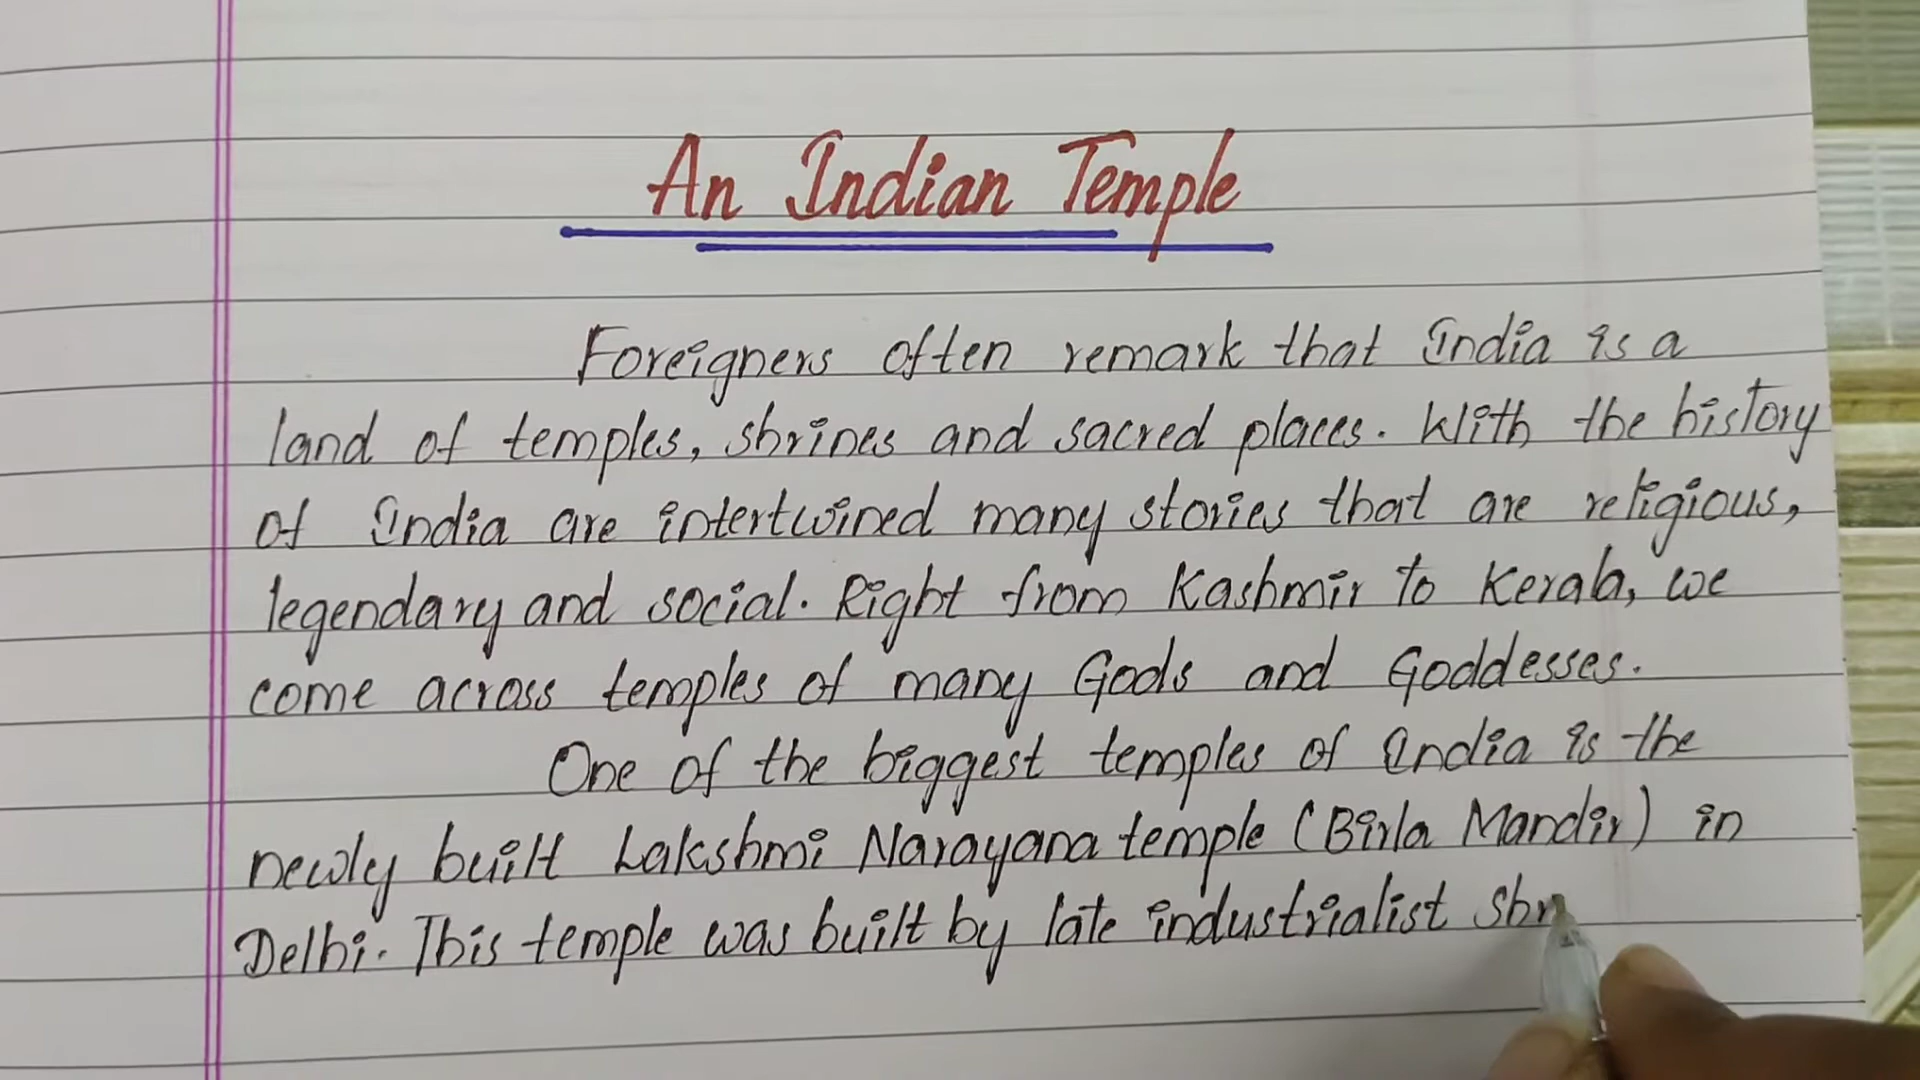 An Indian Temple
Foreigners often remark that India is a
land of temples, shrines and sacred places. With the history
of India are intertwined many stories that are religious,
legendary and social. Right from Kashmir to Kerala, we
come across temples of many Gods and Goddesses.
One of the biggest temples of India is the
newly built Lakshmi Narayana temple (Birla Mandir) in
Delhi. This temple was built by late industrialist Shr